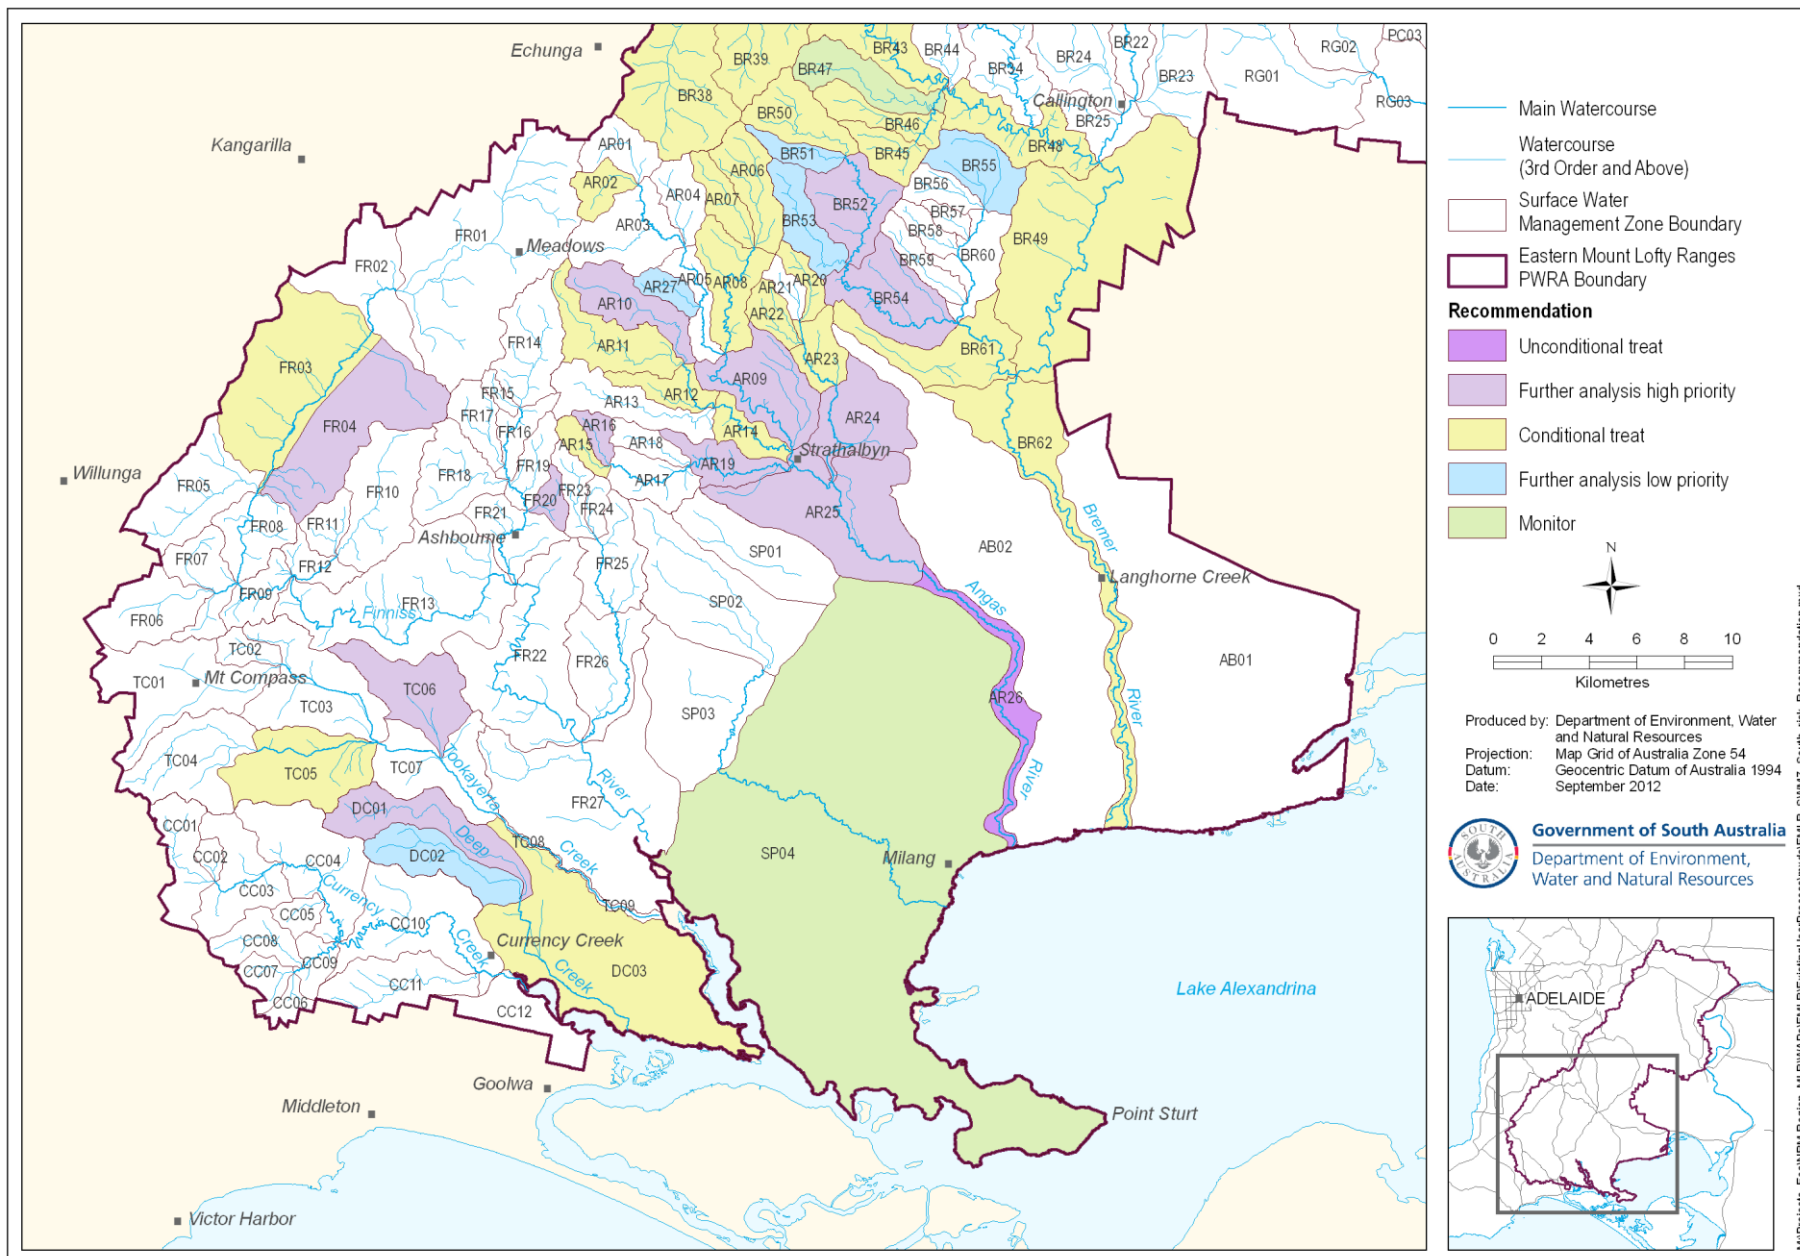 Echunga
Kangarilla
Meadows
Willunga
Ashbourne
Mt Compass
Strathalbyn
Callington
Langhorne Creek
Milang
Currency Creek
Goolwa
Middleton
Victor Harbor
Point Sturt
Lake Alexandrina
Finniss
River
Tookayerta
Creek
Deep
Creek
Currency
Creek
Angas
River
Bremer
River
BR39
BR38
BR47
BR43
BR44
BR34
BR24
BR22
BR23
RG02
PC03
RG01
RG03
BR25
BR50
BR46
BR45
BR48
BR51
BR55
BR56
BR57
BR58
BR59
BR60
BR49
BR52
BR53
BR54
BR61
BR62
AR01
AR02
AR03
AR04
AR05
AR06
AR07
AR08
AR09
AR10
AR11
AR12
AR13
AR14
AR15
AR16
AR17
AR18
AR19
AR20
AR21
AR22
AR23
AR24
AR25
AR26
AR27
FR01
FR02
FR03
FR04
FR05
FR06
FR07
FR08
FR09
FR10
FR11
FR12
FR13
FR14
FR15
FR16
FR17
FR18
FR19
FR20
FR21
FR22
FR23
FR24
FR25
FR26
FR27
SP01
SP02
SP03
SP04
AB01
AB02
TC01
TC02
TC03
TC04
TC05
TC06
TC07
TC08
TC09
DC01
DC02
DC03
CC01
CC02
CC03
CC04
CC05
CC06
CC07
CC08
CC09
CC10
CC11
CC12
Main Watercourse
Watercourse
(3rd Order and Above)
Surface Water
Management Zone Boundary
Eastern Mount Lofty Ranges
PWRA Boundary
Recommendation
Unconditional treat
Further analysis high priority
Conditional treat
Further analysis low priority
Monitor
N
0 2 4 6 8 10
Kilometres
Produced by: Department of Environment, Water
and Natural Resources
Projection: Map Grid of Australia Zone 54
Datum: Geocentric Datum of Australia 1994
Date: September 2012
SOUTH AUSTRALIA
Government of South Australia
Department of Environment,
Water and Natural Resources
ADELAIDE